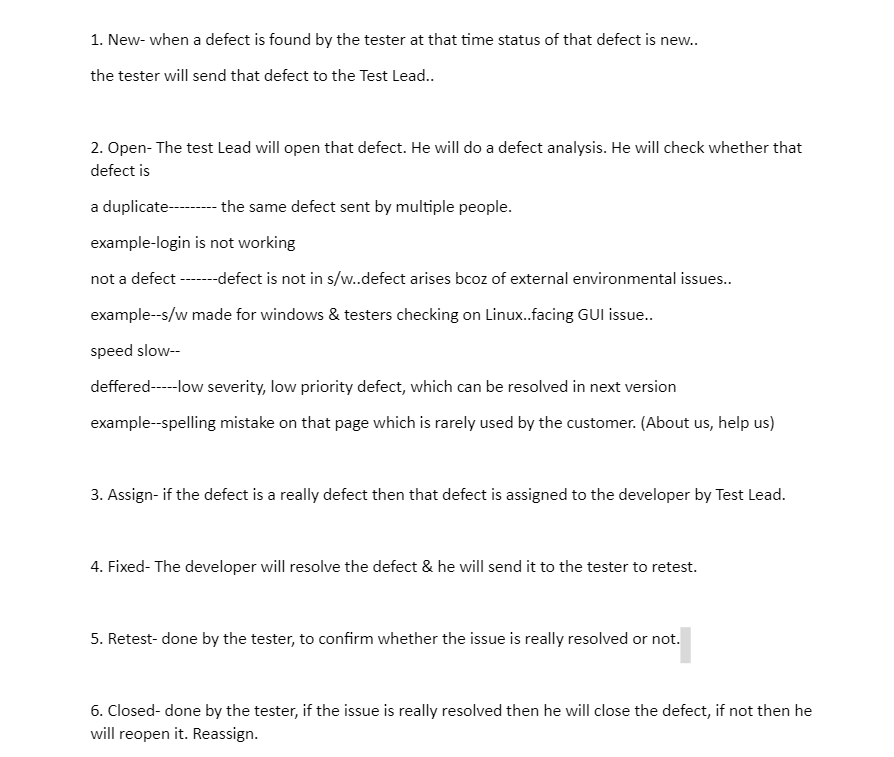 1. New- when a defect is found by the tester at that time status of that defect is new..
the tester will send that defect to the Test Lead..
2. Open- The test Lead will open that defect. He will do a defect analysis. He will check whether that
defect is
a duplicate--------- the same defect sent by multiple people.
example-login is not working
not a defect -------defect is not in s/w..defect arises bcoz of external environmental issues..
example--s/w made for windows & testers checking on Linux..facing GUI issue..
speed slow--
deffered-----low severity, low priority defect, which can be resolved in next version
example--spelling mistake on that page which is rarely used by the customer. (About us, help us)
3. Assign- if the defect is a really defect then that defect is assigned to the developer by Test Lead.
4. Fixed- The developer will resolve the defect & he will send it to the tester to retest.
5. Retest- done by the tester, to confirm whether the issue is really resolved or not.
6. Closed- done by the tester, if the issue is really resolved then he will close the defect, if not then he
will reopen it. Reassign.